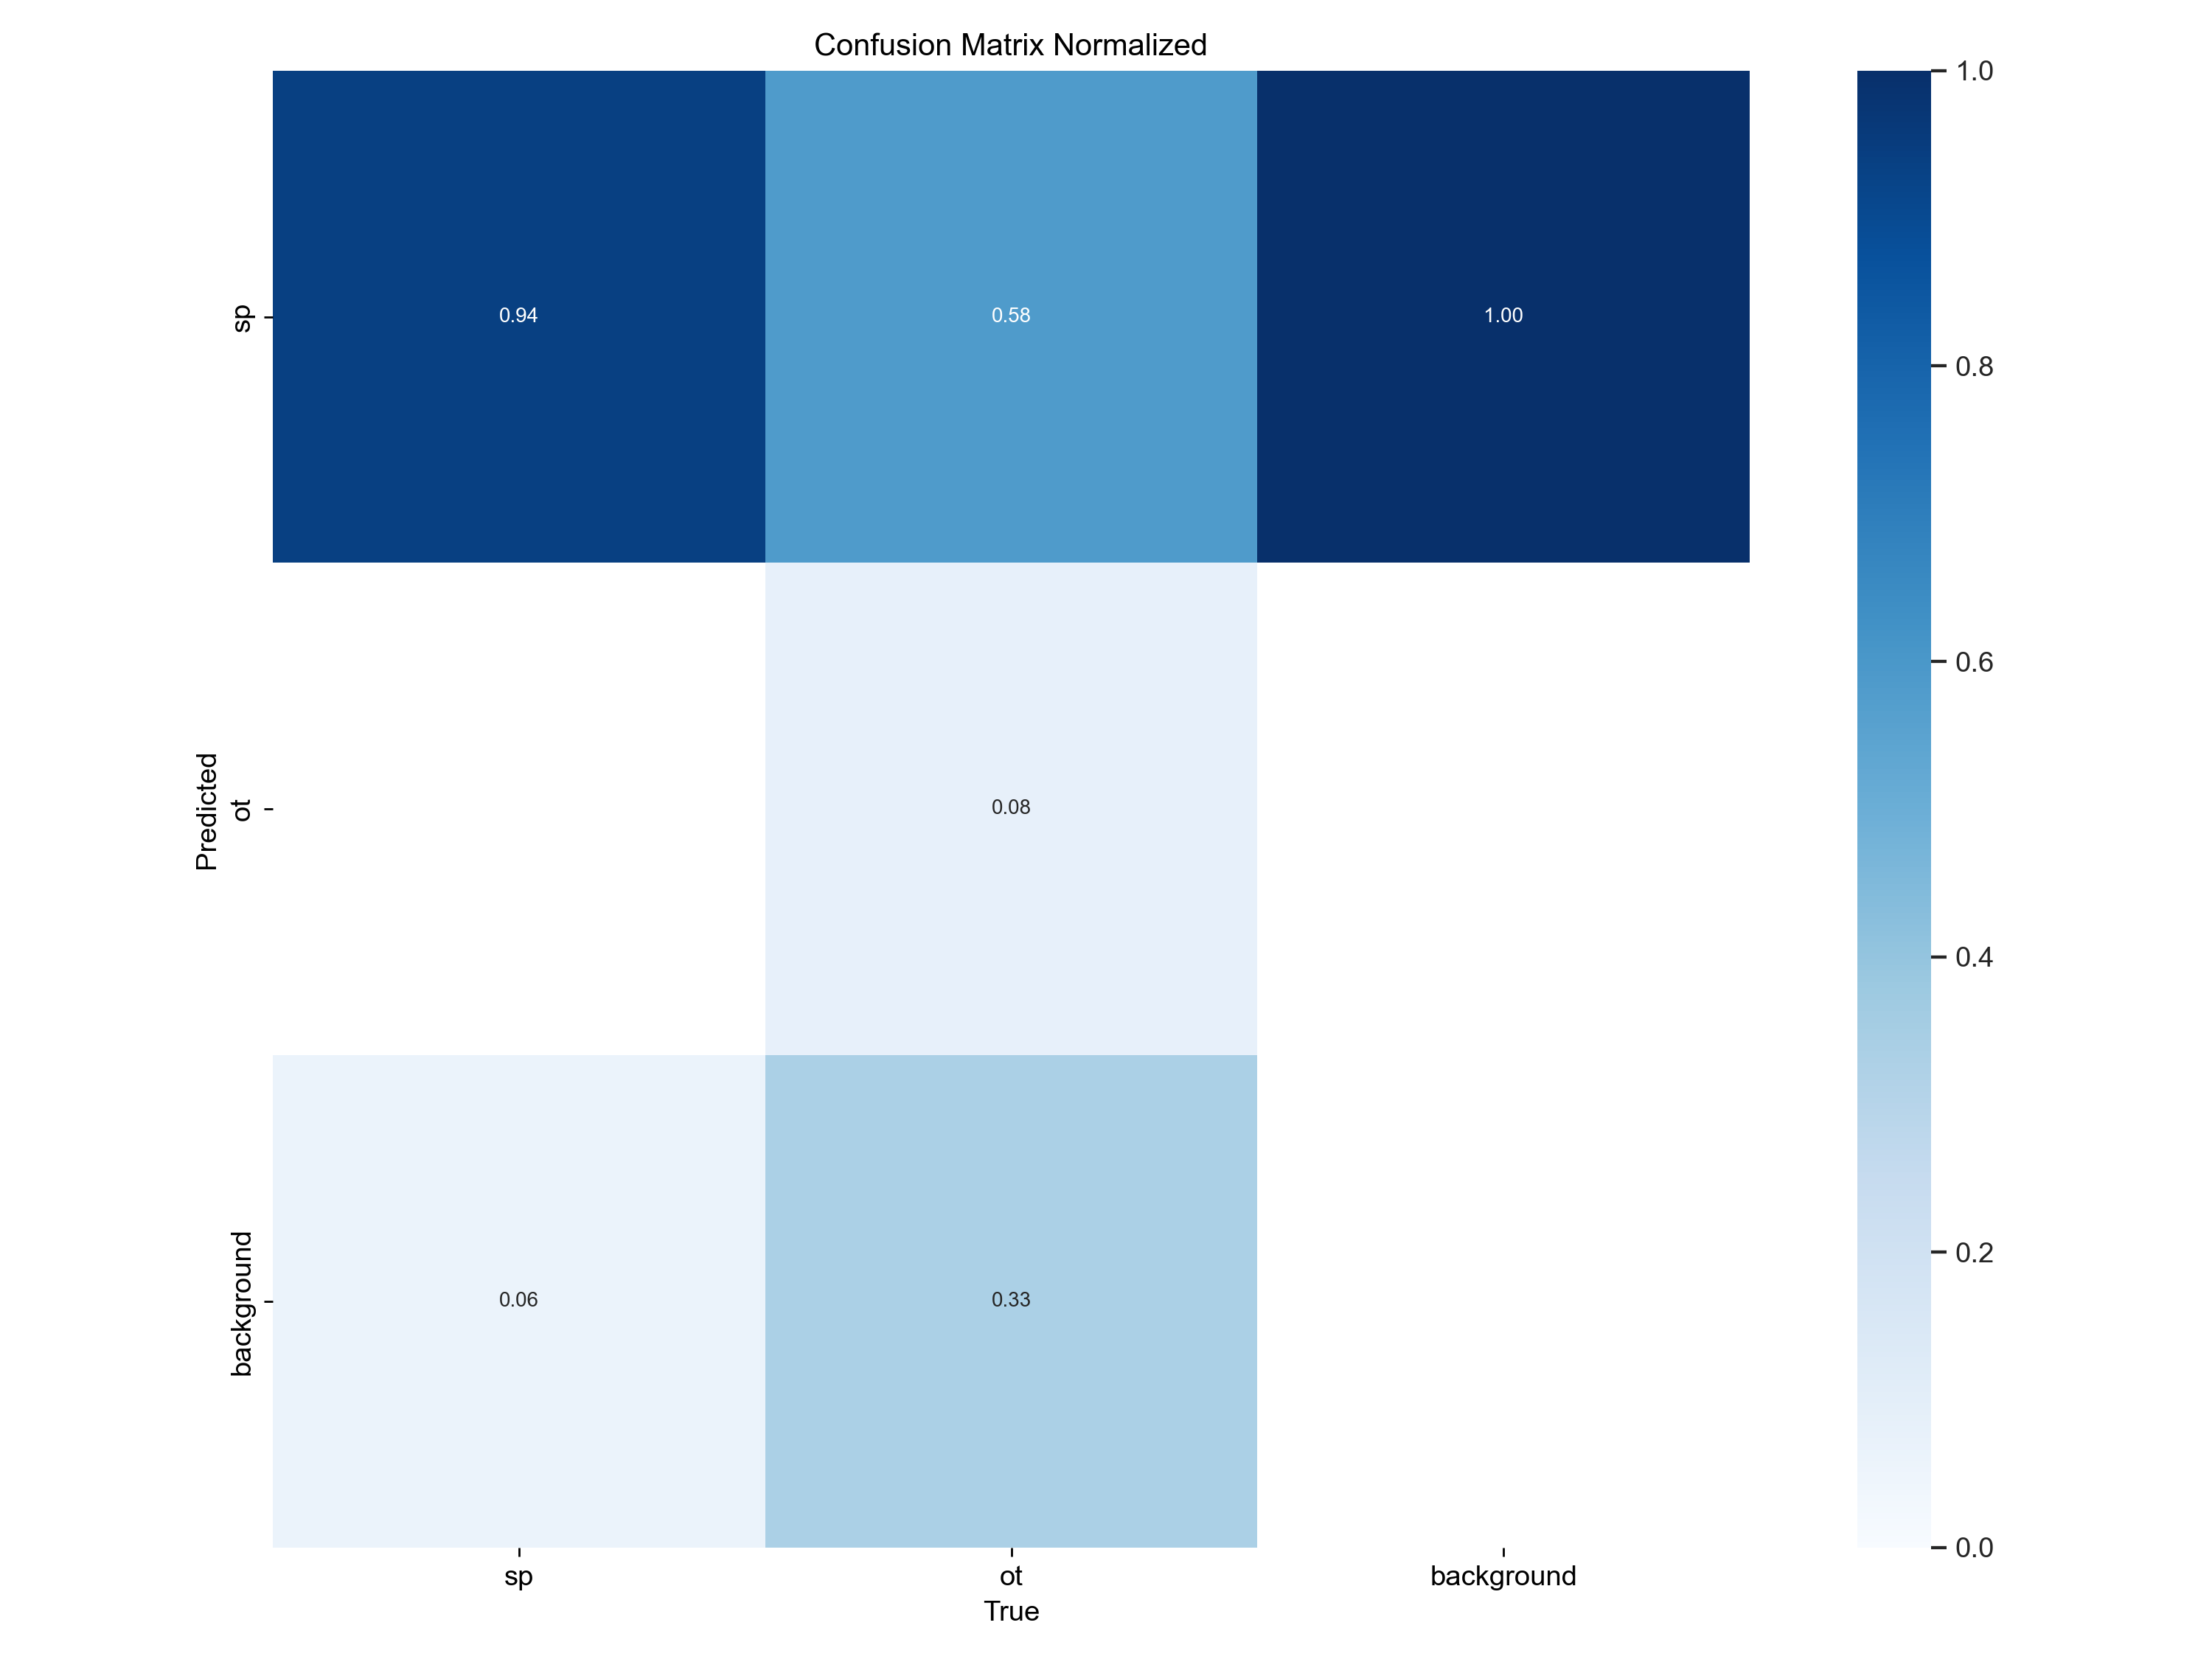 Confusion Matrix Normalized
1.0
sp
0.94
0.58
1.00
0.8
0.6
Predicted
ot
0.08
0.4
0.2
background
0.06
0.33
0.0
sp
ot
background
True